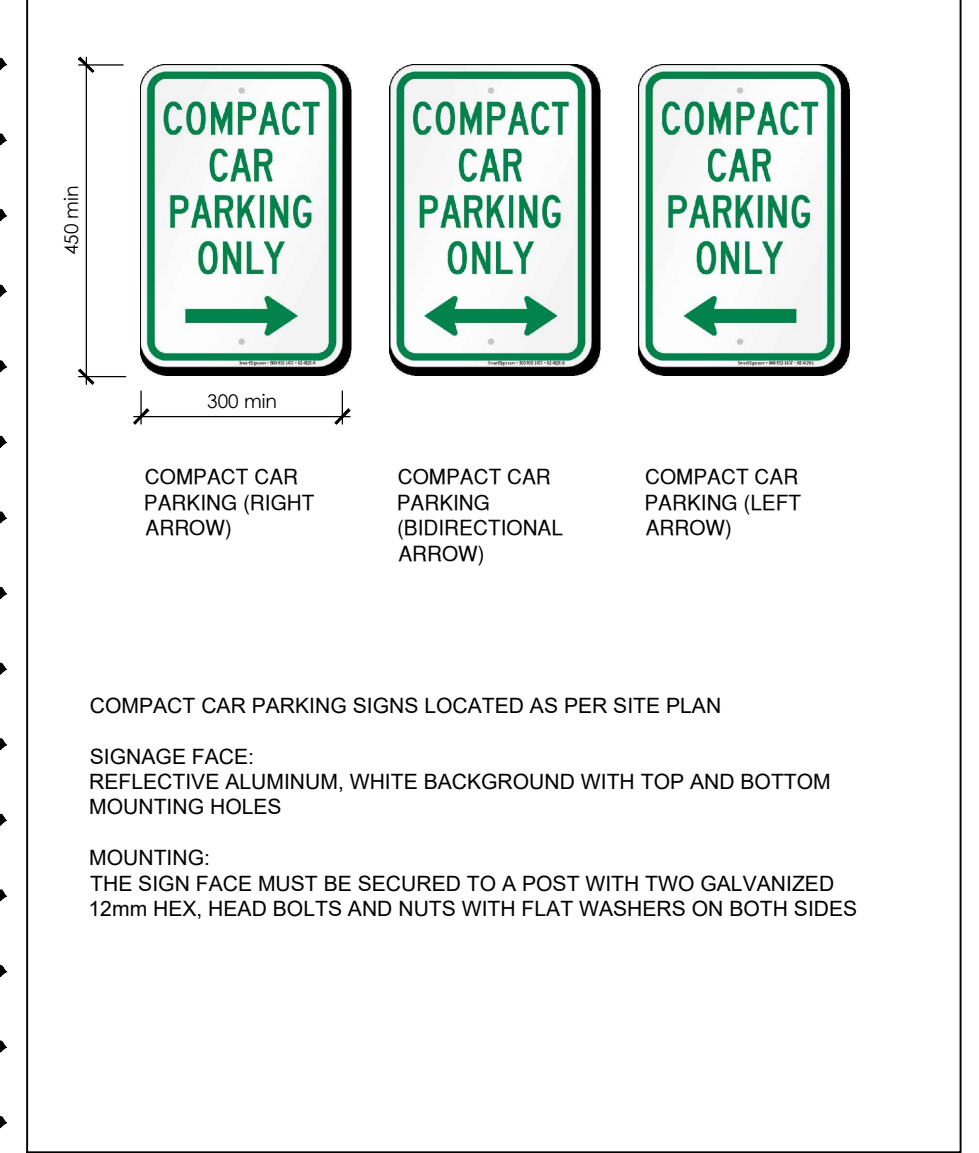 COMPACT
CAR
PARKING
ONLY
COMPACT
CAR
PARKING
ONLY
COMPACT
CAR
PARKING
ONLY
450 min
300 min
COMPACT CAR
PARKING (RIGHT
ARROW)
COMPACT CAR
PARKING
(BIDIRECTIONAL
ARROW)
COMPACT CAR
PARKING (LEFT
ARROW)
COMPACT CAR PARKING SIGNS LOCATED AS PER SITE PLAN
SIGNAGE FACE:
REFLECTIVE ALUMINUM, WHITE BACKGROUND WITH TOP AND BOTTOM
MOUNTING HOLES
MOUNTING:
THE SIGN FACE MUST BE SECURED TO A POST WITH TWO GALVANIZED
12mm HEX, HEAD BOLTS AND NUTS WITH FLAT WASHERS ON BOTH SIDES